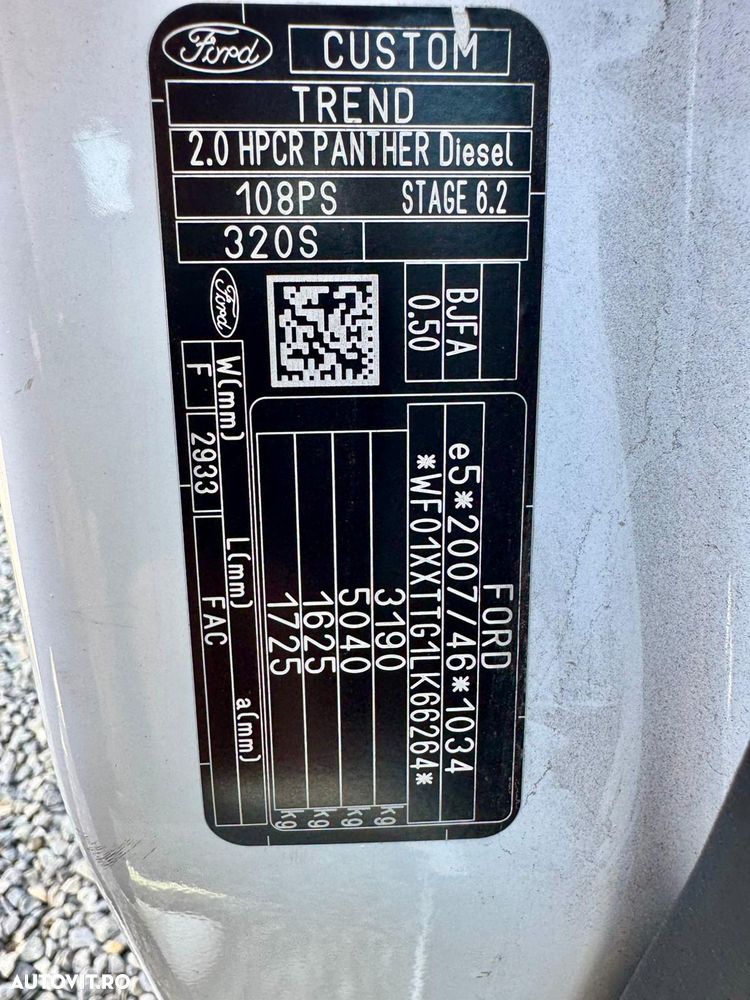 Ford
CUSTOM
TREND
2.0 HPCR PANTHER Diesel
108PS STAGE 6.2
320S
BJFA
0.50
Ford
FORD
e5*2007/46*1034
*WF01XXTTG1LK66264*
3190 kg
5040 kg
1625 kg
1725 kg
W(mm) L(mm) a(mm)
F 2933 FAC
AUTOVIT.RO